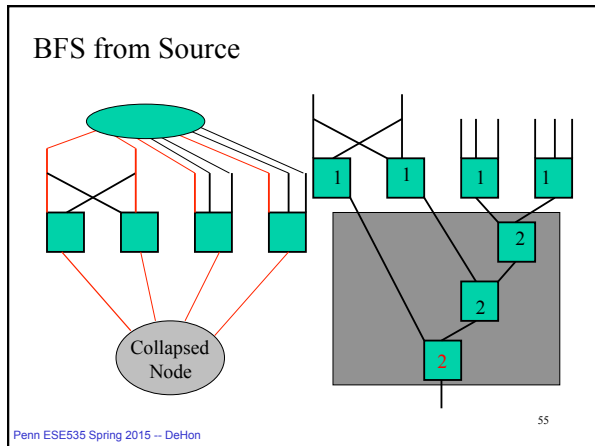 BFS from Source
1 1 1 1
2
2
2
Collapsed
Node
55
Penn ESE535 Spring 2015 -- DeHon